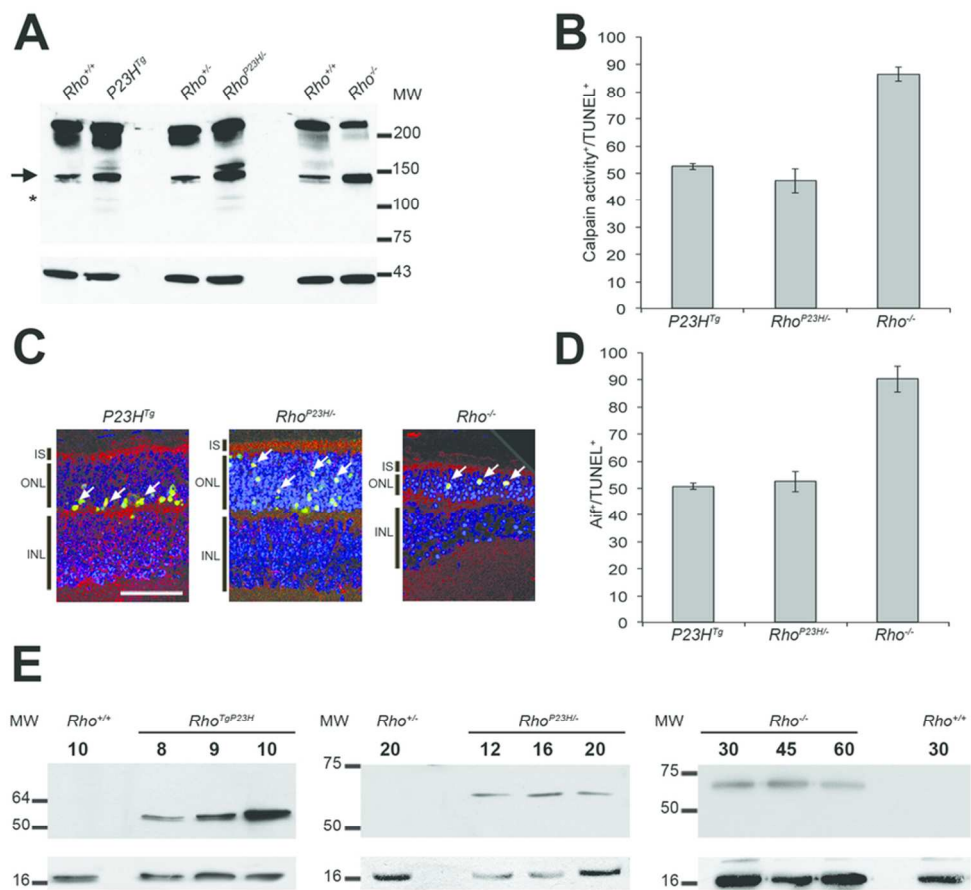 A
Rho+/+ P23HTg Rho+/- RhoP23H/- Rho+/+ Rho-/- MW
200
150
*
100
75
43
B
Calpain activity+/TUNEL+
100
90
80
70
60
50
40
30
20
10
0
P23HTg RhoP23H/- Rho-/-
C
P23HTg RhoP23H/- Rho-/-
IS
ONL
INL
IS
ONL
INL
IS
ONL
INL
D
Aif+/TUNEL+
100
90
80
70
60
50
40
30
20
10
0
P23HTg RhoP23H/- Rho-/-
E
MW Rho+/+ RhoTgP23H
10 8 9 10
64
50
16
MW Rho+/- RhoP23H/-
20 12 16 20
75
50
16
MW Rho-/- Rho+/+
30 45 60 30
75
50
16